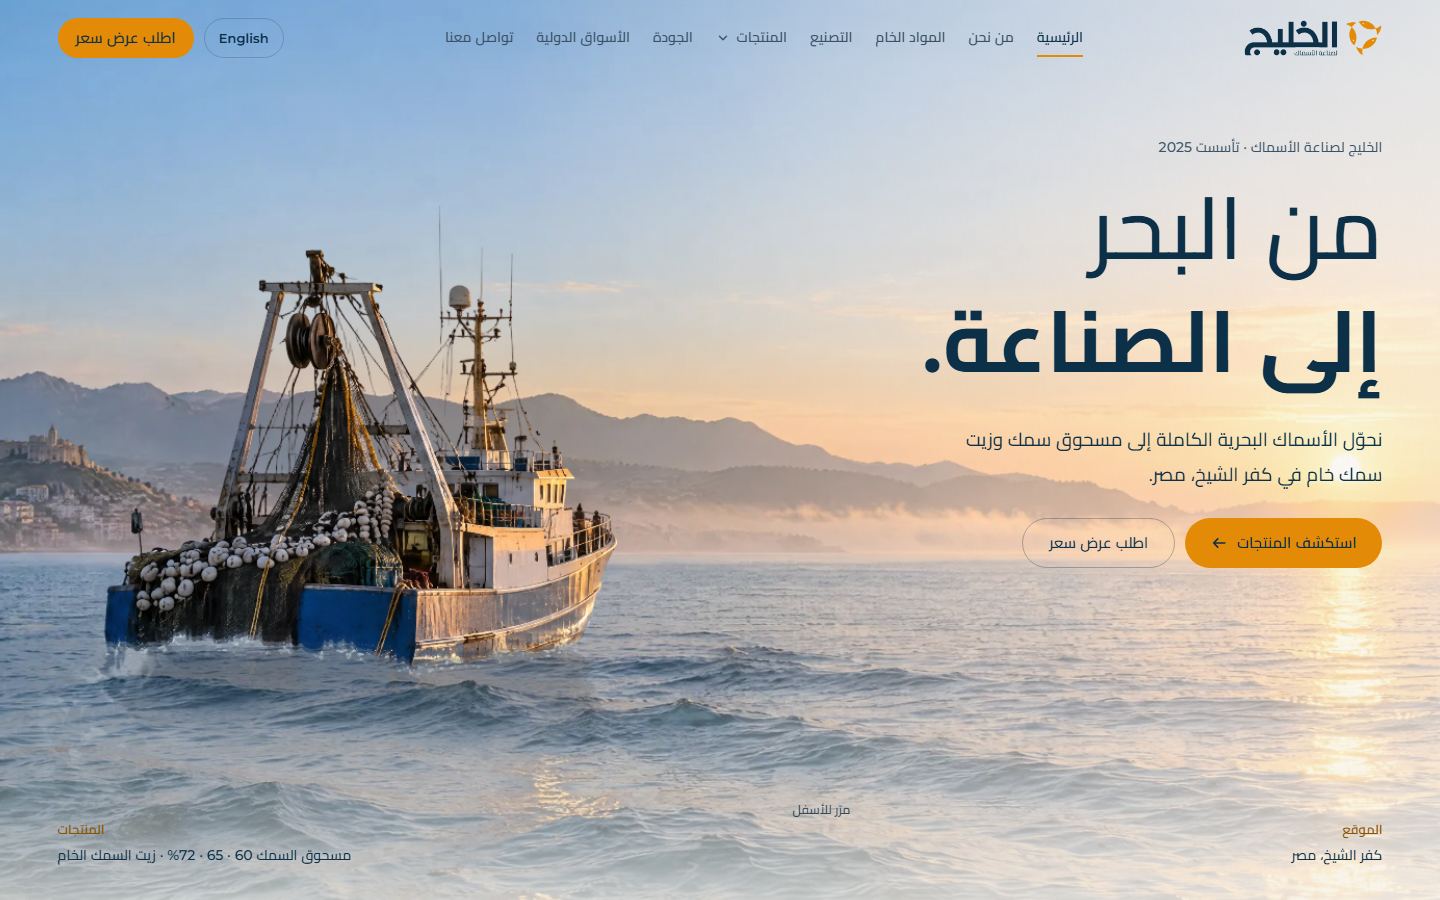 الخليج
لصناعة الأسماك
الرئيسية
من نحن
المواد الخام
التصنيع
المنتجات
الجودة
الأسواق الدولية
تواصل معنا
English
اطلب عرض سعر
الخليج لصناعة الأسماك · تأسست 2025
من البحر
إلى الصناعة.
نحوّل الأسماك البحرية الكاملة إلى مسحوق سمك وزيت
سمك خام في كفر الشيخ، مصر.
استكشف المنتجات ←
اطلب عرض سعر
مرّر للأسفل
الموقع
كفر الشيخ، مصر
المنتجات
مسحوق السمك 60 · 65 · 72% · زيت السمك الخام